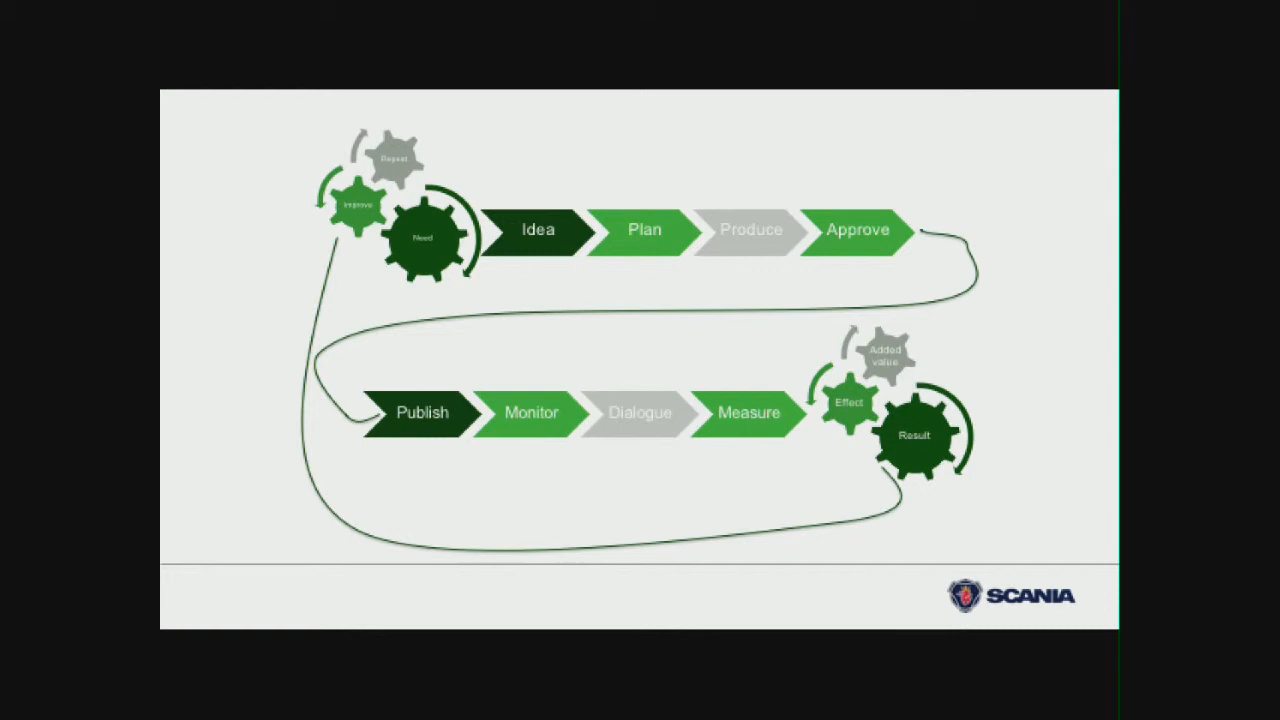 Repeat
Improve
Need
Idea
Plan
Produce
Approve
Added
value
Effect
Result
Publish
Monitor
Dialogue
Measure
SCANIA